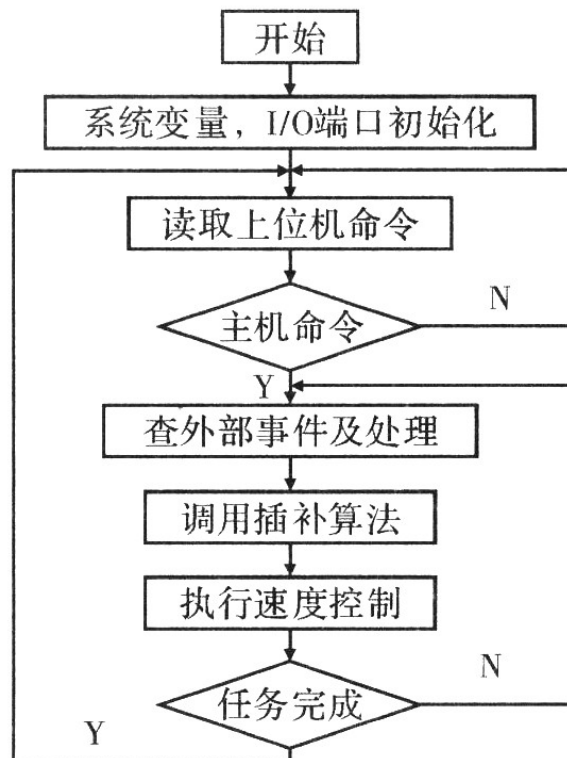 开始
系统变量，I/O端口初始化
读取上位机命令
N
主机命令
Y
查外部事件及处理
调用插补算法
执行速度控制
N
任务完成
Y